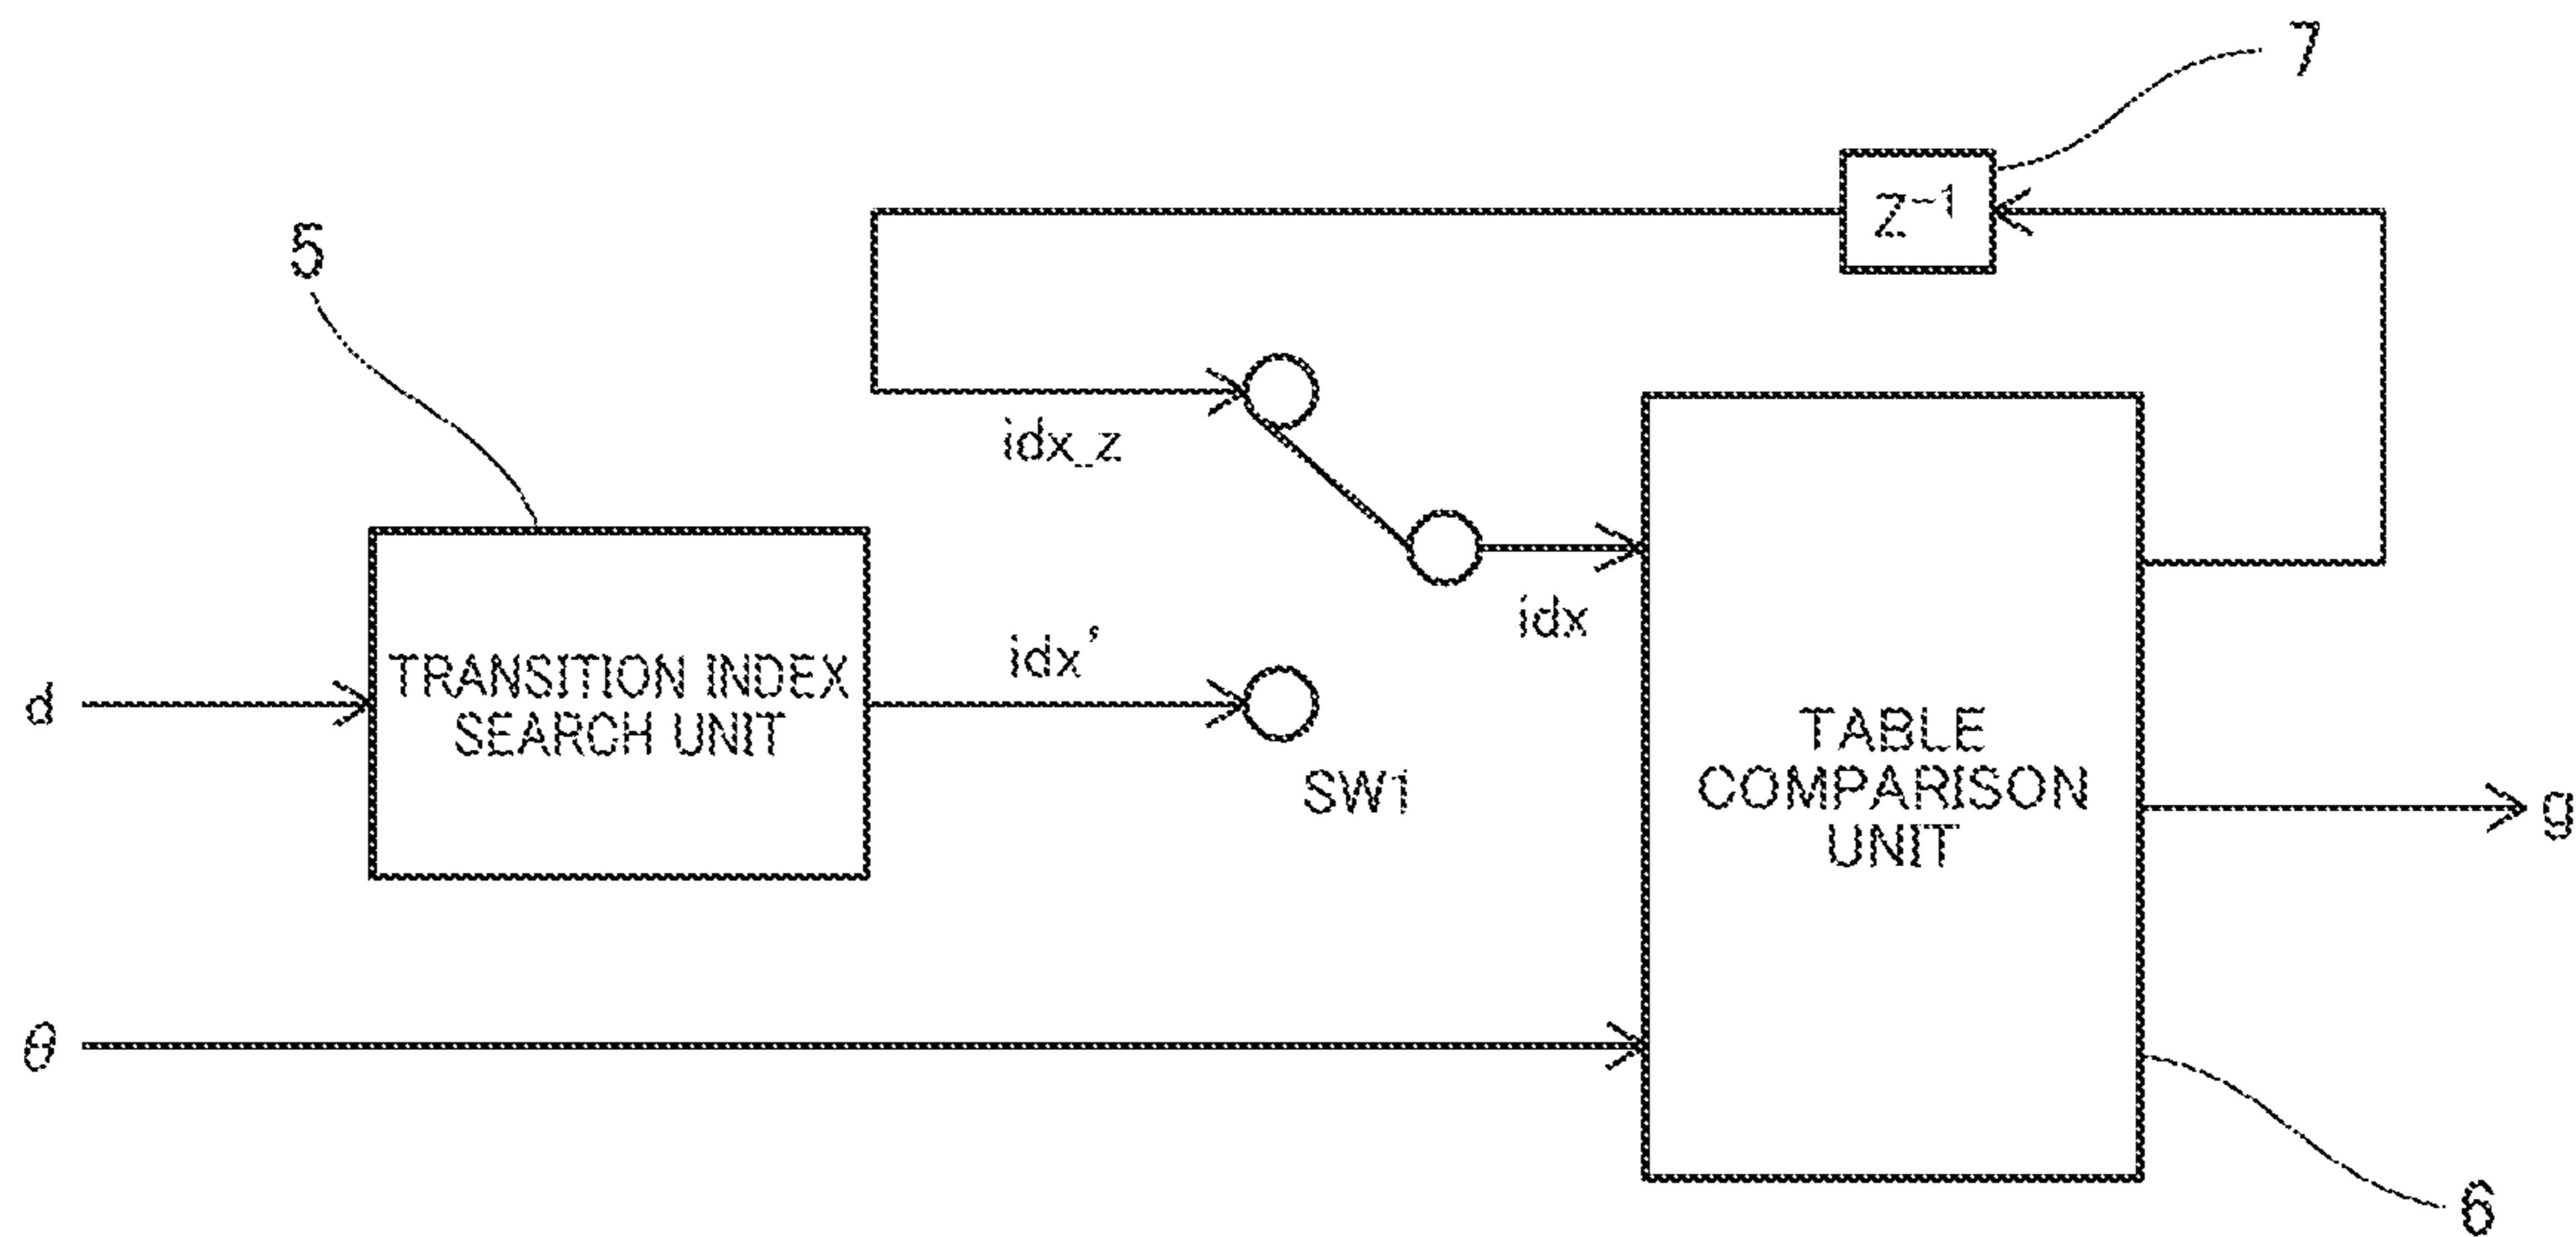 7
Z⁻¹
5
idx_z
idx
idx'
TRANSITION INDEX
SEARCH UNIT
d
SW1
TABLE
COMPARISON
UNIT
g
θ
6